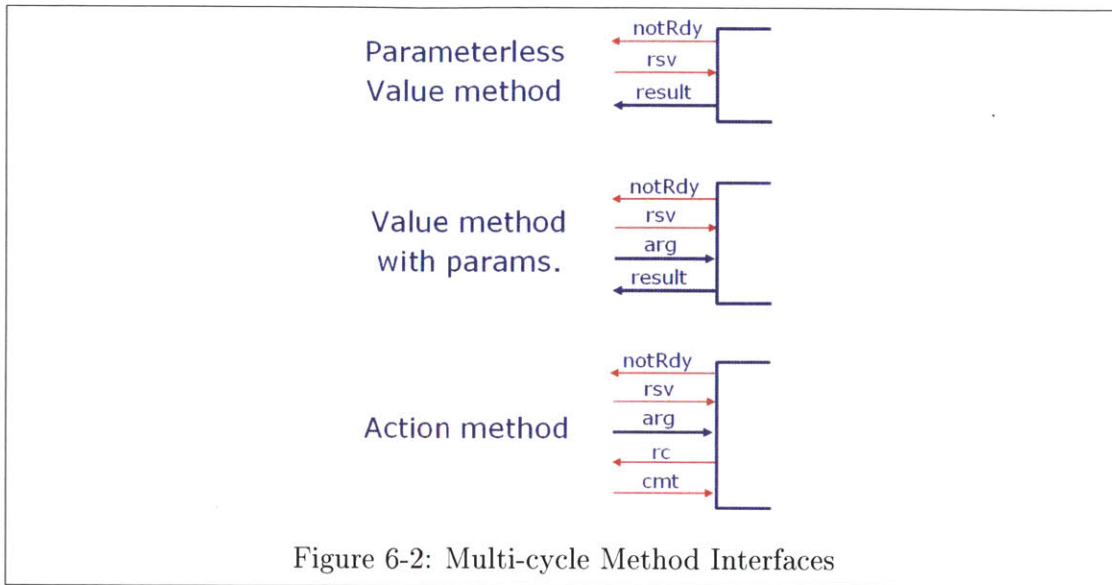 Parameterless
Value method
notRdy
rsv
result
Value method
with params.
notRdy
rsv
arg
result
Action method
notRdy
rsv
arg
rc
cmt
Figure 6-2: Multi-cycle Method Interfaces